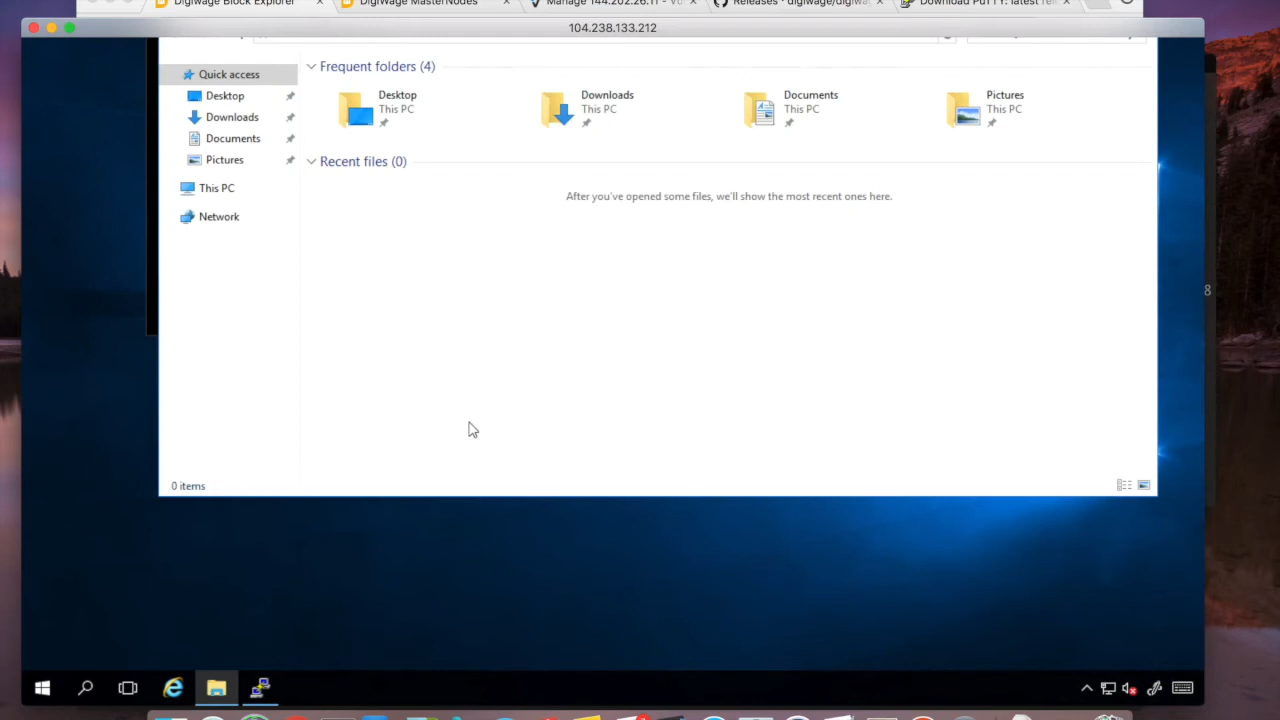 DigiWage Block Explorer
DigiWage MasterNodes
Manage 144.202.26.11 -
Releases · digiwage/digiwag
Download PuTTY: latest rele
104.238.133.212
Quick access
Desktop
Downloads
Documents
Pictures
This PC
Network
Frequent folders (4)
Desktop
This PC
Downloads
This PC
Documents
This PC
Pictures
This PC
Recent files (0)
After you've opened some files, we'll show the most recent ones here.
8
0 items